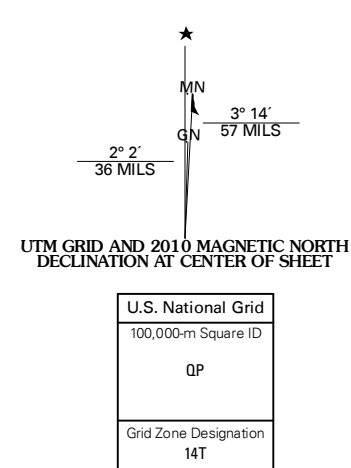 ★
MN
3° 14´
57 MILS
GN
2° 2´
36 MILS
UTM GRID AND 2010 MAGNETIC NORTH
DECLINATION AT CENTER OF SHEET
U.S. National Grid
100,000-m Square ID
QP
Grid Zone Designation
14T